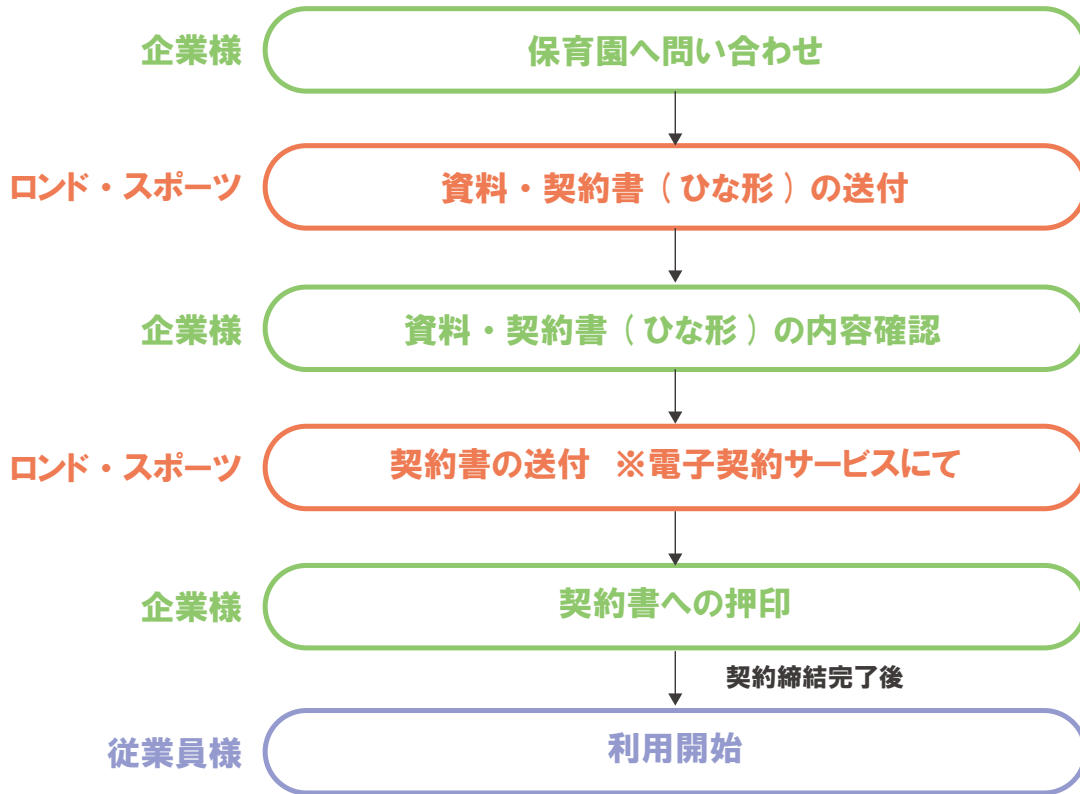 企業様 保育園へ問い合わせ
ロンド・スポーツ 資料・契約書（ひな形）の送付
企業様 資料・契約書（ひな形）の内容確認
ロンド・スポーツ 契約書の送付 ※電子契約サービスにて
企業様 契約書への押印
契約締結完了後
従業員様 利用開始